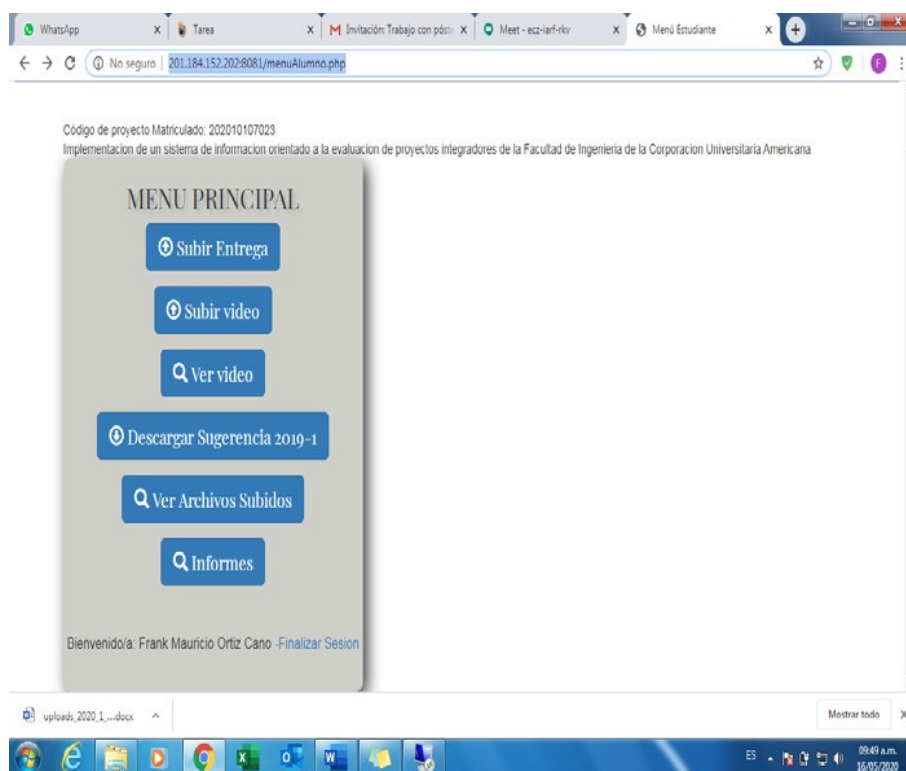 WhatsApp
Tarea
Invitación: Trabajo con póst
Meet - ecz-iarf-rkv
Menú Estudiante
No seguro
201.184.152.202:8081/menuAlumno.php
F
Código de proyecto Matriculado: 202010107023
Implementacion de un sistema de informacion orientado a la evaluacion de proyectos integradores de la Facultad de Ingenieria de la Corporacion Universitaria Americana
MENU PRINCIPAL
Subir Entrega
Subir video
Ver video
Descargar Sugerencia 2019-1
Ver Archivos Subidos
Informes
Bienvenido/a: Frank Mauricio Ortiz Cano -Finalizar Sesion
uploads_2020_1_....docx
Mostrar todo
ES
09:49 a.m.
16/05/2020